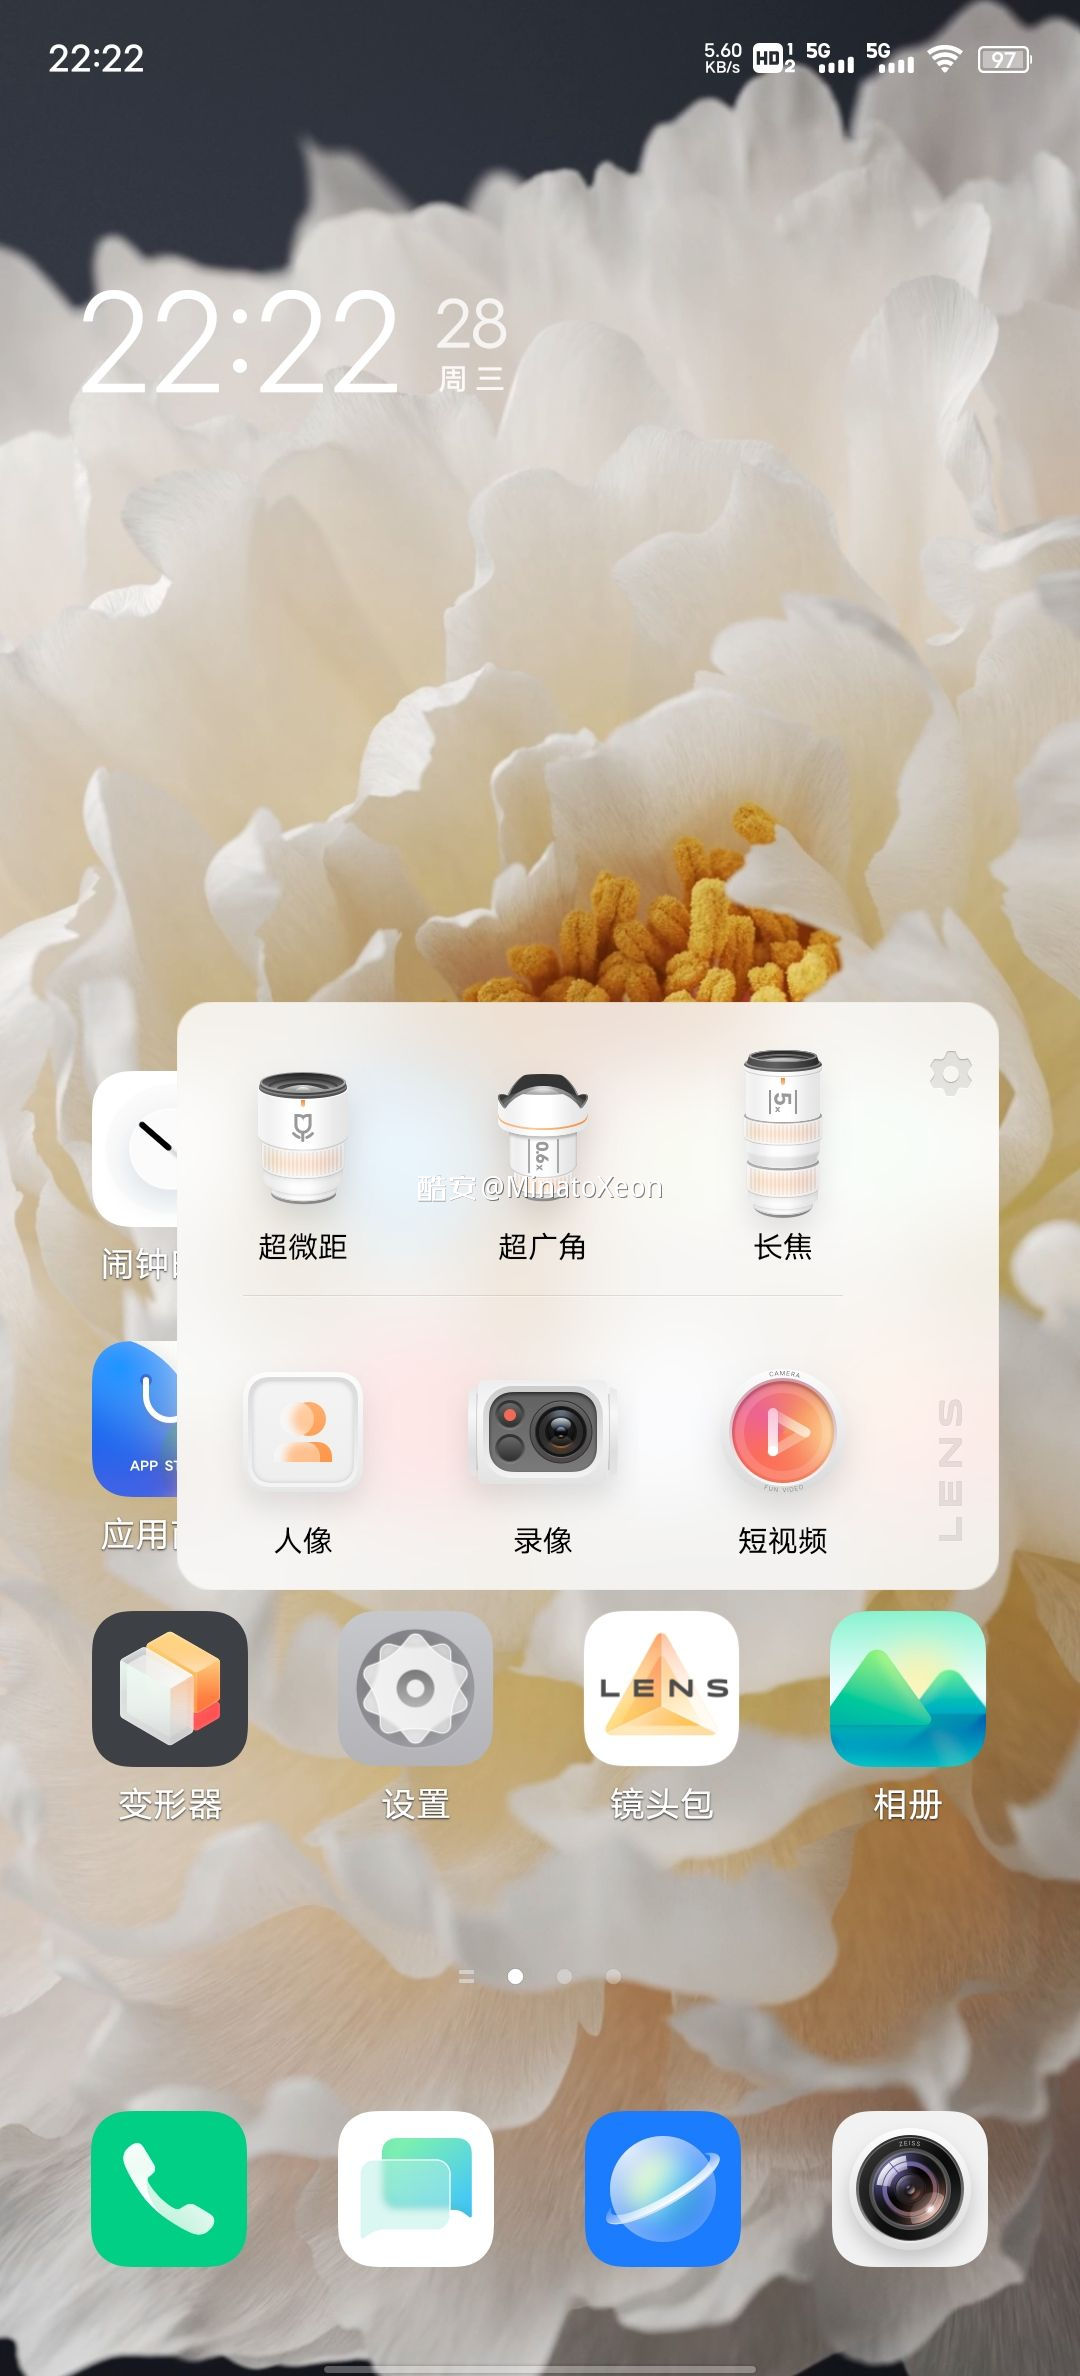 22:22
5.60 KB/s HD 1 2 5G 5G 97
22:22
28
周三
5x
0.6x
酷安@MinatoXeon
超微距 超广角 长焦
闹钟
CAMERA
FUN VIDEO
LENS
APP ST
人像 录像 短视频
应用
LENS
变形器 设置 镜头包 相册
ZEISS